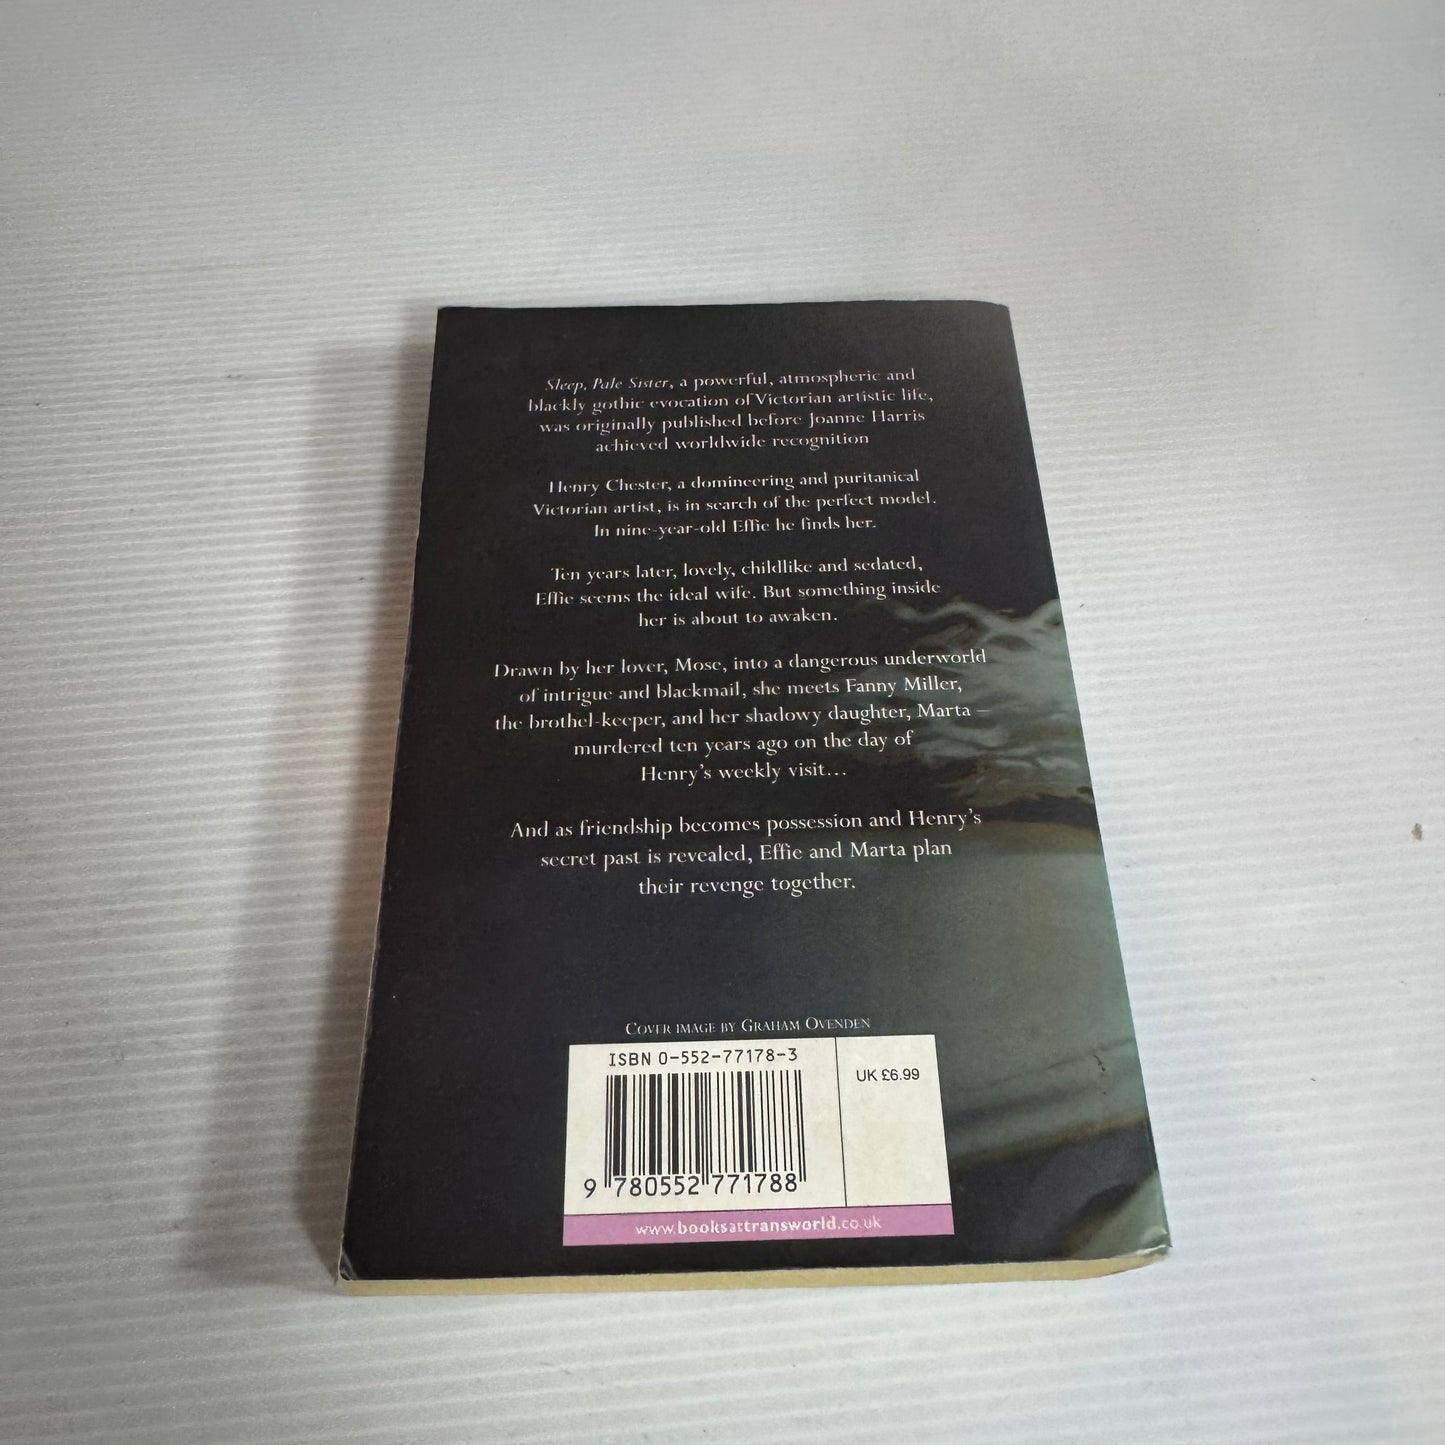 Sleep, Pale Sister, a powerful, atmospheric and
blackly gothic evocation of Victorian artistic life,
was originally published before Joanne Harris
achieved worldwide recognition
Henry Chester, a domineering and puritanical
Victorian artist, is in search of the perfect model.
In nine-year-old Effie he finds her.
Ten years later, lovely, childlike and sedated,
Effie seems the ideal wife. But something inside
her is about to awaken.
Drawn by her lover, Mose, into a dangerous underworld
of intrigue and blackmail, she meets Fanny Miller,
the brothel-keeper, and her shadowy daughter, Marta –
murdered ten years ago on the day of
Henry's weekly visit...
And as friendship becomes possession and Henry's
secret past is revealed, Effie and Marta plan
their revenge together.
COVER IMAGE BY GRAHAM OVENDEN
ISBN 0-552-77178-3
UK £6.99
9 780552 771788
www.booksattransworld.co.uk